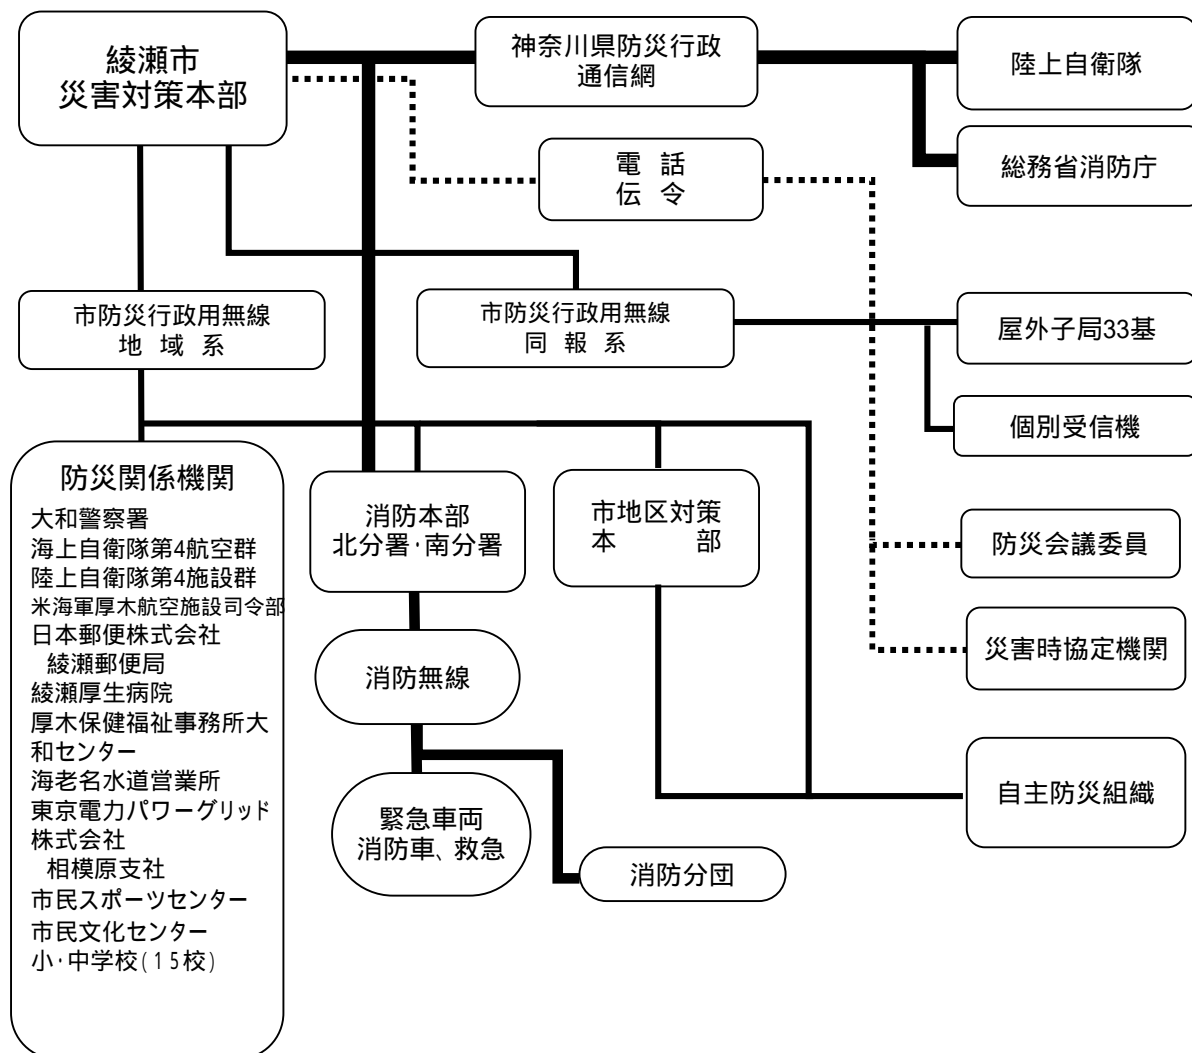 綾瀬市
災害対策本部
神奈川県防災行政
通信網
陸上自衛隊
総務省消防庁
電 話
伝 令
市防災行政用無線
地 域 系
市防災行政用無線
同 報 系
屋外子局33基
個別受信機
防災関係機関
大和警察署
海上自衛隊第4航空群
陸上自衛隊第4施設群
米海軍厚木航空施設司令部
日本郵便株式会社
綾瀬郵便局
綾瀬厚生病院
厚木保健福祉事務所大
和センター
海老名水道営業所
東京電力パワーグリッド
株式会社
相模原支社
市民スポーツセンター
市民文化センター
小・中学校(15校)
消防本部
北分署・南分署
市地区対策
本 部
防災会議委員
災害時協定機関
消防無線
自主防災組織
緊急車両
消防車、救急
消防分団